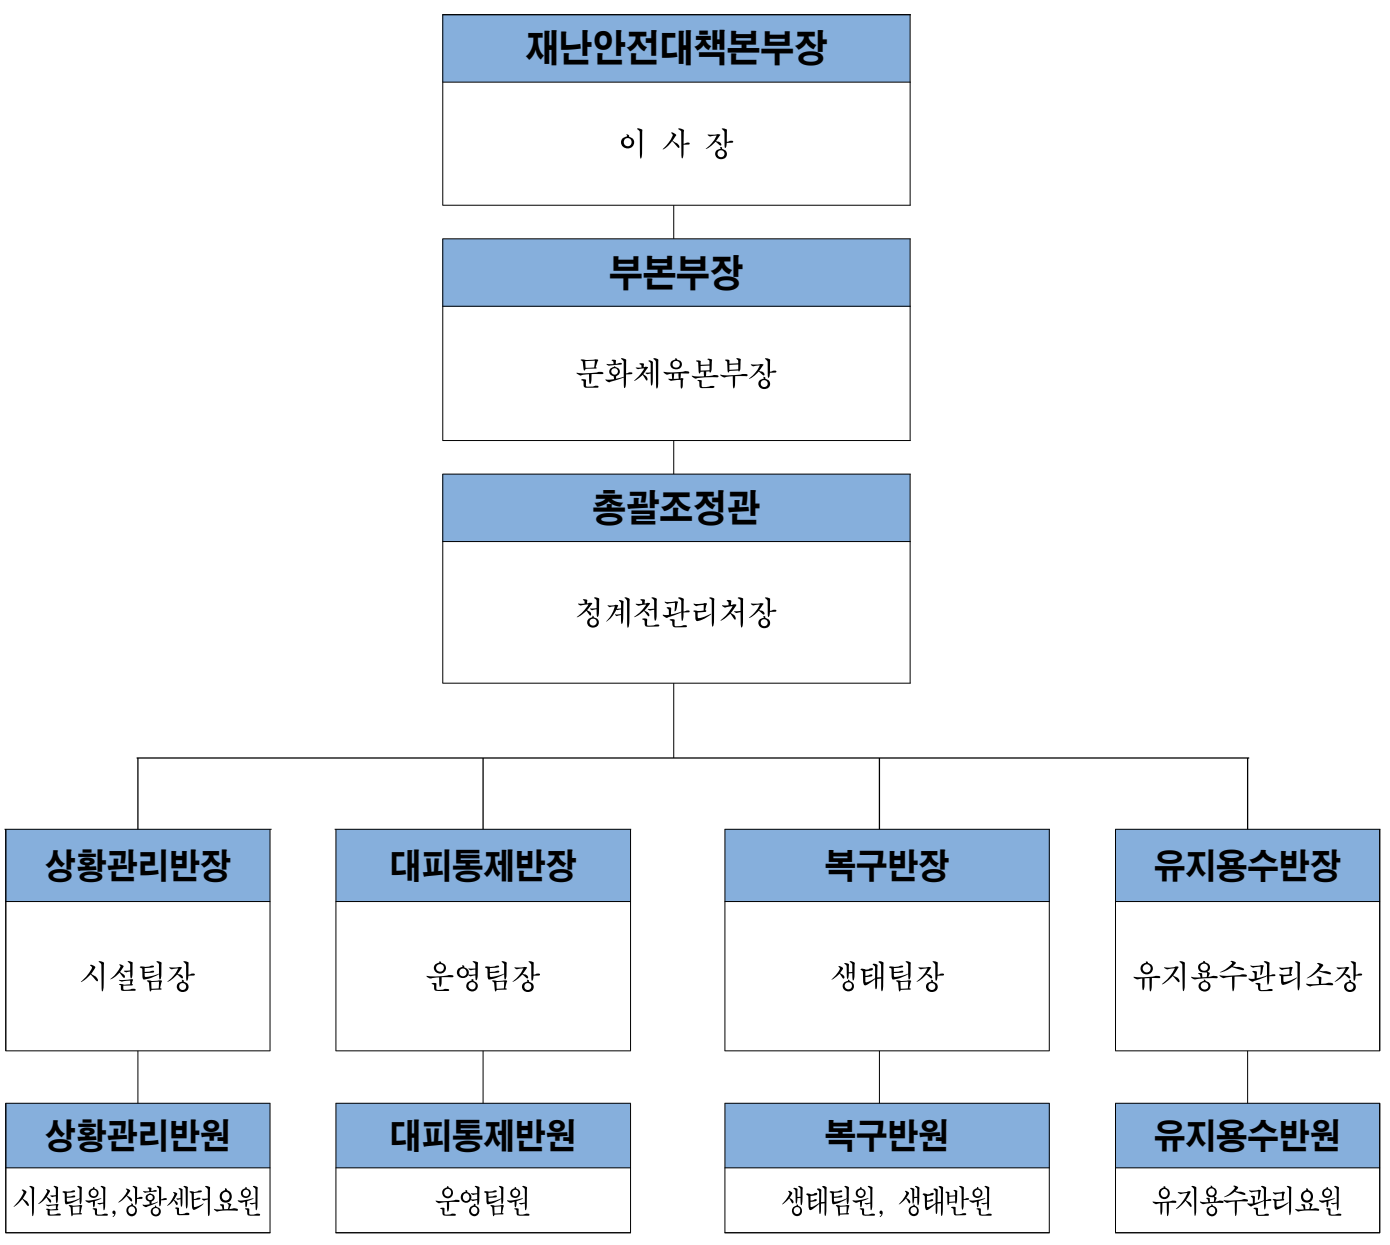 재난안전대책본부장
이 사 장
부본부장
문화체육본부장
총괄조정관
청계천관리처장
상황관리반장
대피통제반장
복구반장
유지용수반장
시설팀장
운영팀장
생태팀장
유지용수관리소장
상황관리반원
대피통제반원
복구반원
유지용수반원
시설팀원,상황센터요원
운영팀원
생태팀원, 생태반원
유지용수관리요원